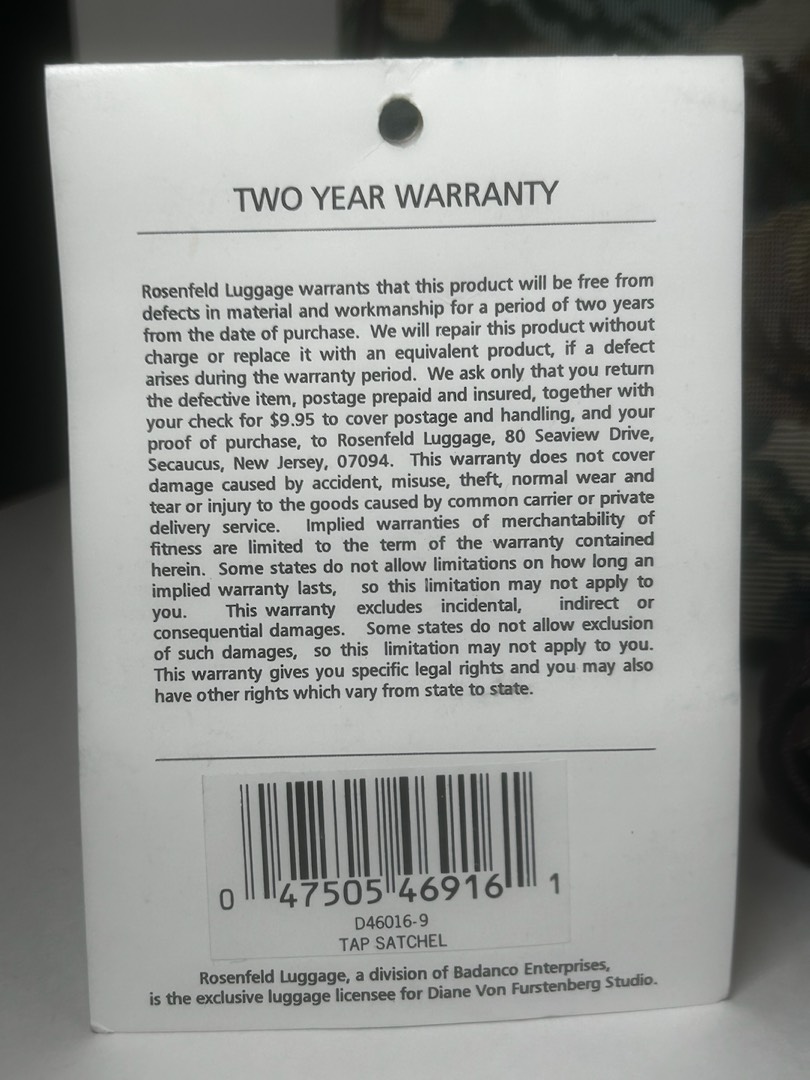 TWO YEAR WARRANTY
Rosenfeld Luggage warrants that this product will be free from
defects in material and workmanship for a period of two years
from the date of purchase. We will repair this product without
charge or replace it with an equivalent product, if a defect
arises during the warranty period. We ask only that you return
the defective item, postage prepaid and insured, together with
your check for $9.95 to cover postage and handling, and your
proof of purchase, to Rosenfeld Luggage, 80 Seaview Drive,
Secaucus, New Jersey, 07094. This warranty does not cover
damage caused by accident, misuse, theft, normal wear and
tear or injury to the goods caused by common carrier or private
delivery service. Implied warranties of merchantability of
fitness are limited to the term of the warranty contained
herein. Some states do not allow limitations on how long an
implied warranty lasts, so this limitation may not apply to
you. This warranty excludes incidental, indirect or
consequential damages. Some states do not allow exclusion
of such damages, so this limitation may not apply to you.
This warranty gives you specific legal rights and you may also
have other rights which vary from state to state.
0 47505 46916 1
D46016-9
TAP SATCHEL
Rosenfeld Luggage, a division of Badanco Enterprises,
is the exclusive luggage licensee for Diane Von Furstenberg Studio.